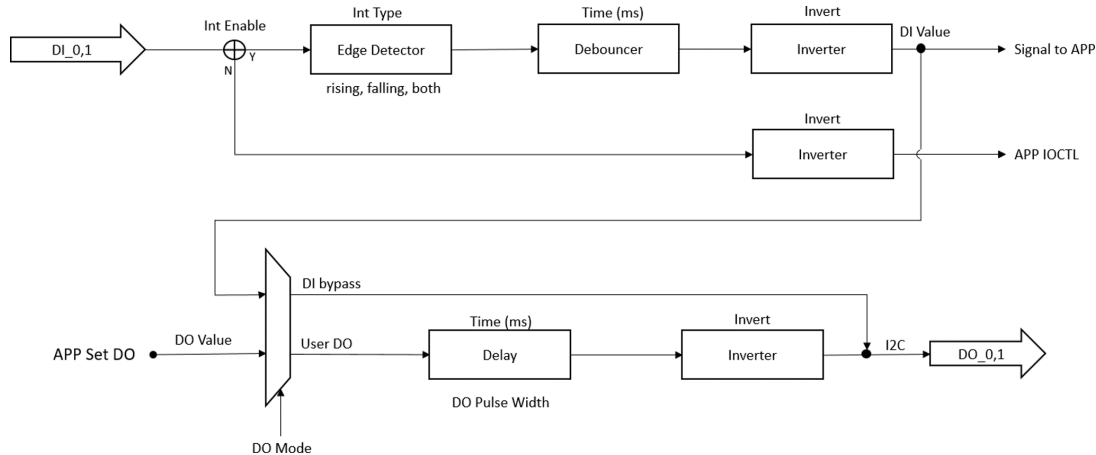 Int Type
Time (ms)
Invert
Int Enable
DI Value
DI_0,1
Y
Edge Detector
Debouncer
Inverter
Signal to APP
N
rising, falling, both
Invert
Inverter
APP IOCTL
DI bypass
Time (ms)
Invert
DO Value
User DO
I2C
APP Set DO
Delay
Inverter
DO_0,1
DO Pulse Width
DO Mode